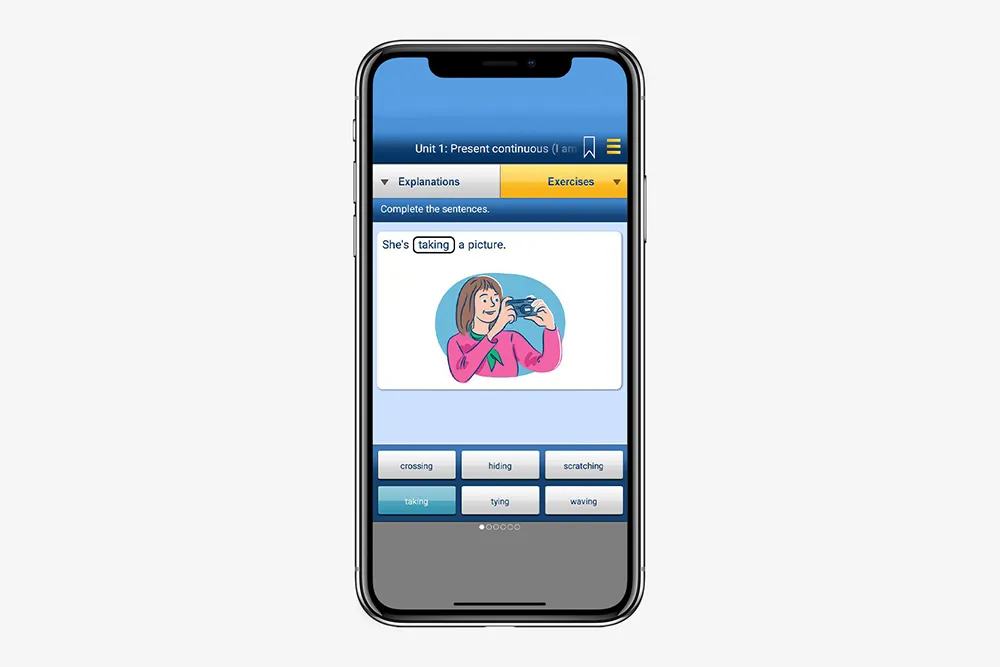 Unit 1: Present continuous (I am
Explanations
Exercises
Complete the sentences.
She's taking a picture.
crossing hiding scratching
taking tying waving